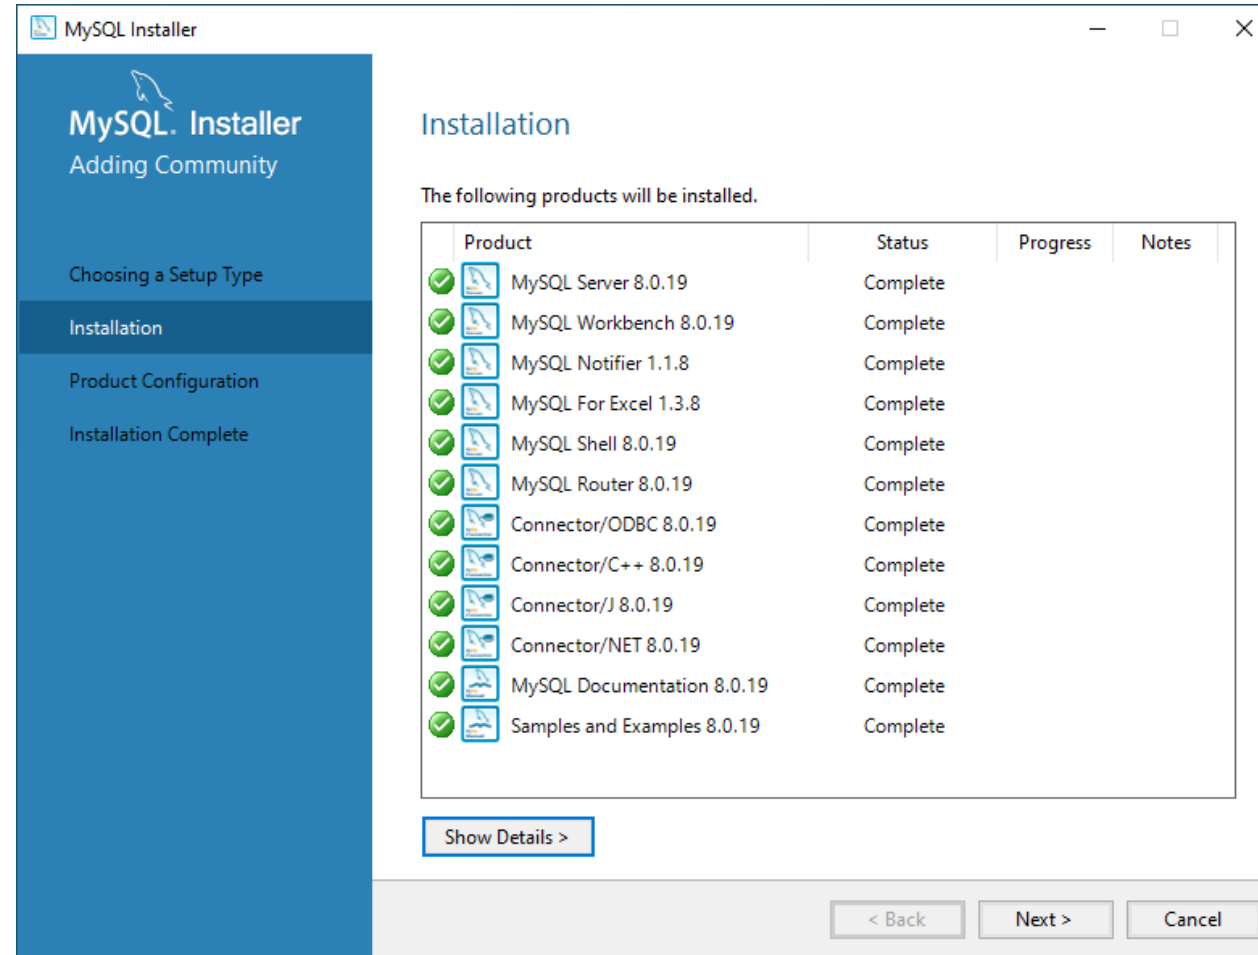 MySQL Installer
MySQL. Installer
Adding Community
Choosing a Setup Type
Installation
Product Configuration
Installation Complete
Installation
The following products will be installed.
Product Status Progress Notes
MySQL Server 8.0.19 Complete
MySQL Workbench 8.0.19 Complete
MySQL Notifier 1.1.8 Complete
MySQL For Excel 1.3.8 Complete
MySQL Shell 8.0.19 Complete
MySQL Router 8.0.19 Complete
Connector/ODBC 8.0.19 Complete
Connector/C++ 8.0.19 Complete
Connector/J 8.0.19 Complete
Connector/NET 8.0.19 Complete
MySQL Documentation 8.0.19 Complete
Samples and Examples 8.0.19 Complete
Show Details >
< Back Next > Cancel